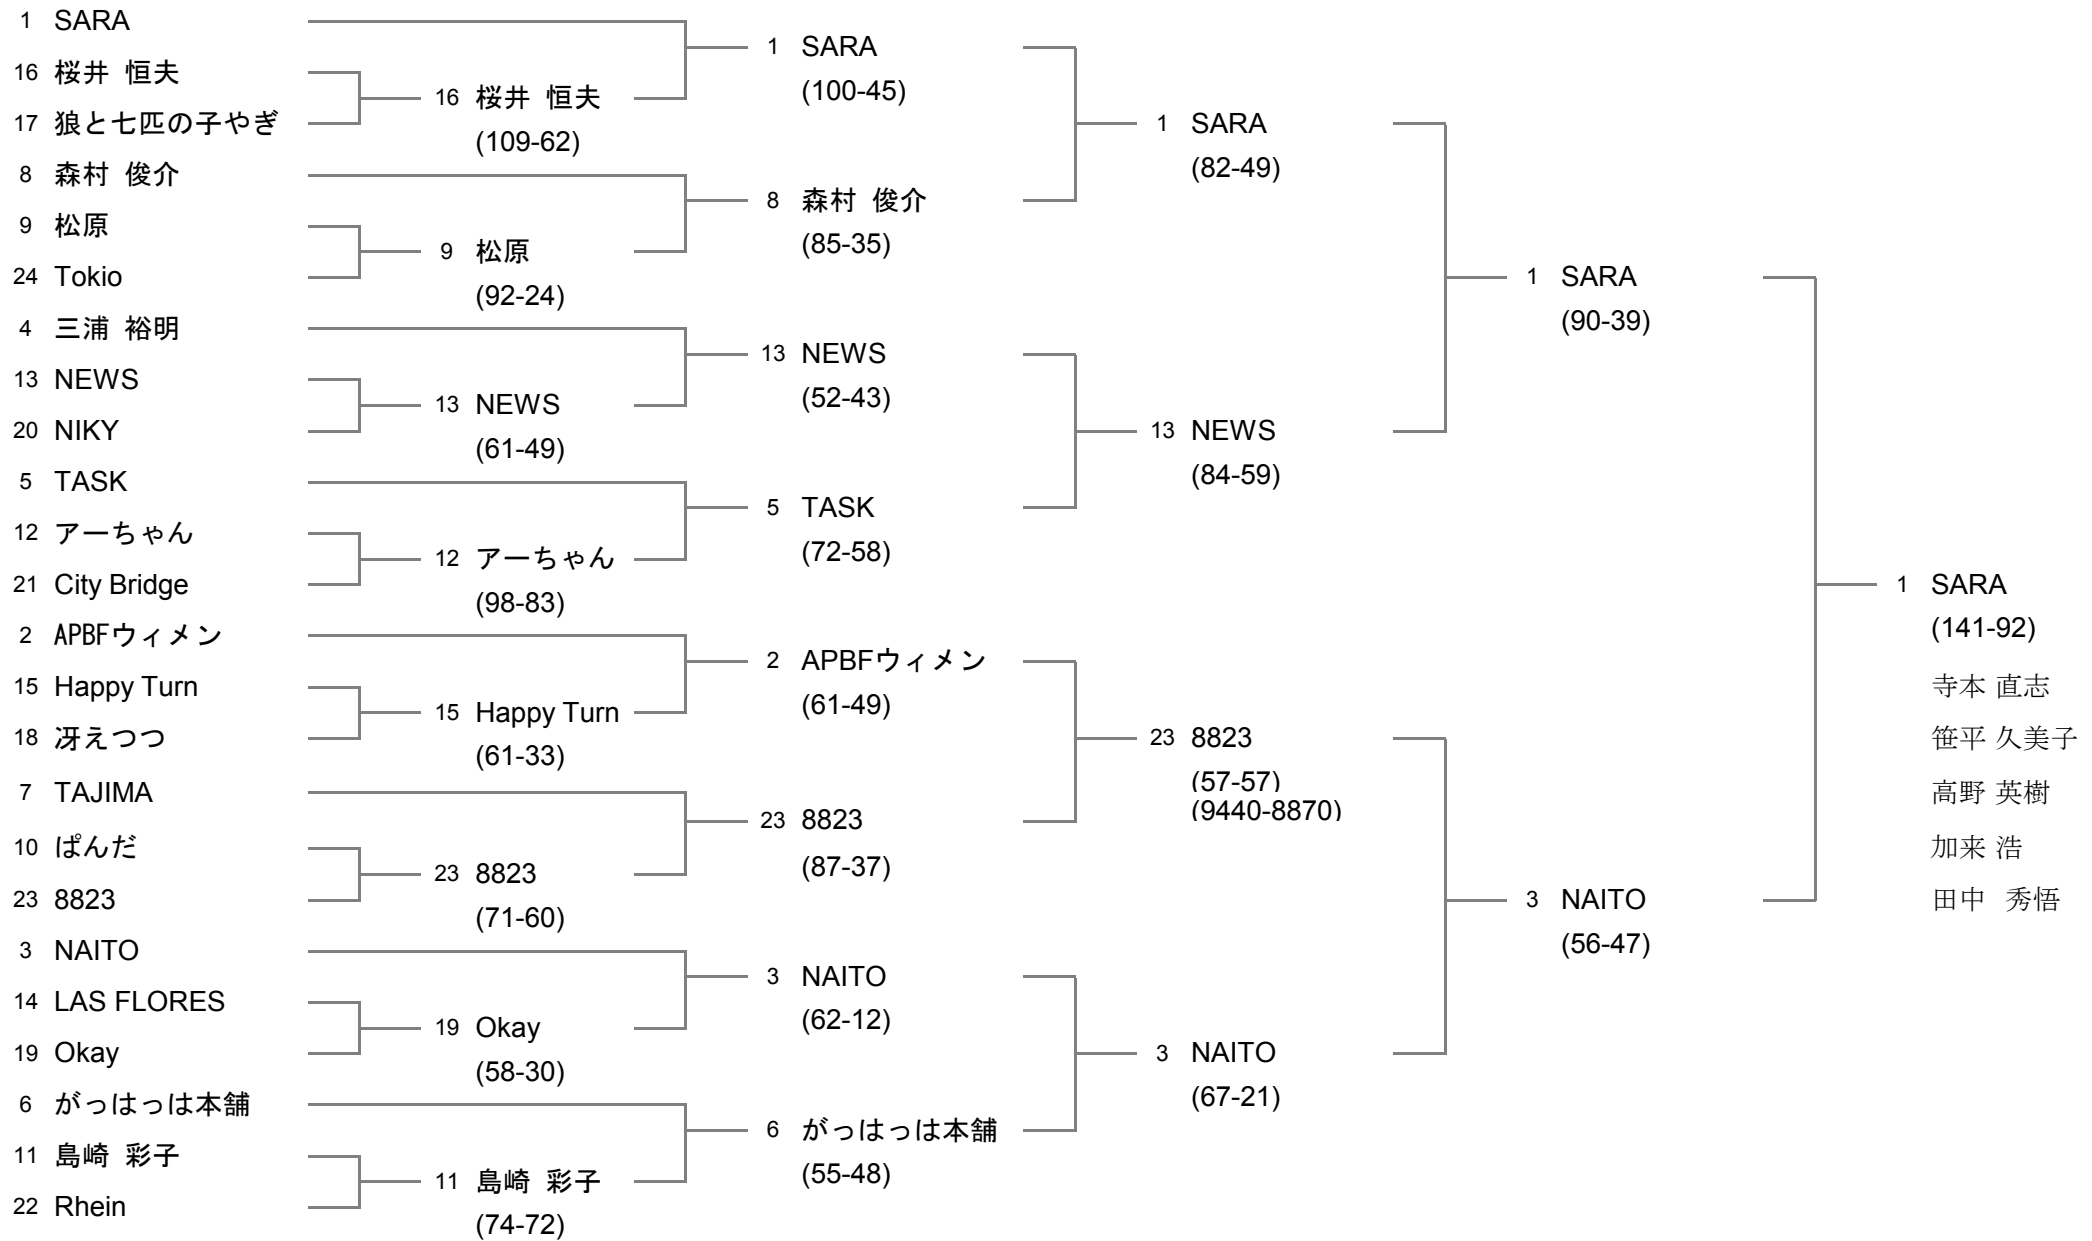 1 SARA
16 桜井 恒夫
17 狼と七匹の子やぎ
8 森村 俊介
9 松原
24 Tokio
4 三浦 裕明
13 NEWS
20 NIKY
5 TASK
12 アーちゃん
21 City Bridge
2 APBFウィメン
15 Happy Turn
18 冴えつつ
7 TAJIMA
10 ぱんだ
23 8823
3 NAITO
14 LAS FLORES
19 Okay
6 がっはっは本舗
11 島崎 彩子
22 Rhein
16 桜井 恒夫
(109-62)
9 松原
(92-24)
13 NEWS
(61-49)
12 アーちゃん
(98-83)
15 Happy Turn
(61-33)
23 8823
(71-60)
19 Okay
(58-30)
11 島崎 彩子
(74-72)
1 SARA
(100-45)
8 森村 俊介
(85-35)
13 NEWS
(52-43)
5 TASK
(72-58)
2 APBFウィメン
(61-49)
23 8823
(87-37)
3 NAITO
(62-12)
6 がっはっは本舗
(55-48)
1 SARA
(82-49)
13 NEWS
(84-59)
23 8823
(57-57)
(9440-8870)
3 NAITO
(67-21)
1 SARA
(90-39)
3 NAITO
(56-47)
1 SARA
(141-92)
寺本 直志
笹平 久美子
高野 英樹
加来 浩
田中 秀悟